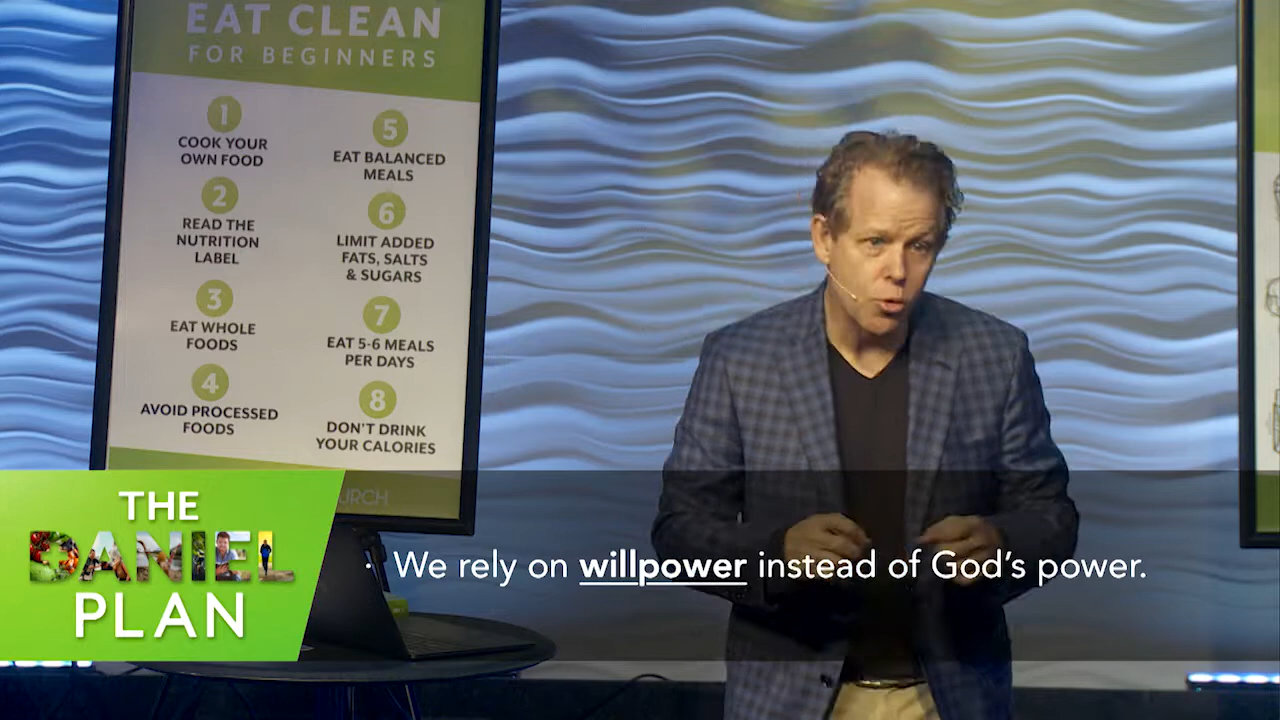 EAT CLEAN
FOR BEGINNERS
1
COOK YOUR
OWN FOOD
2
READ THE
NUTRITION
LABEL
3
EAT WHOLE
FOODS
4
AVOID PROCESSED
FOODS
5
EAT BALANCED
MEALS
6
LIMIT ADDED
FATS, SALTS
& SUGARS
7
EAT 5-6 MEALS
PER DAYS
8
DON'T DRINK
YOUR CALORIES
THE
DANIEL
PLAN
· We rely on willpower instead of God's power.